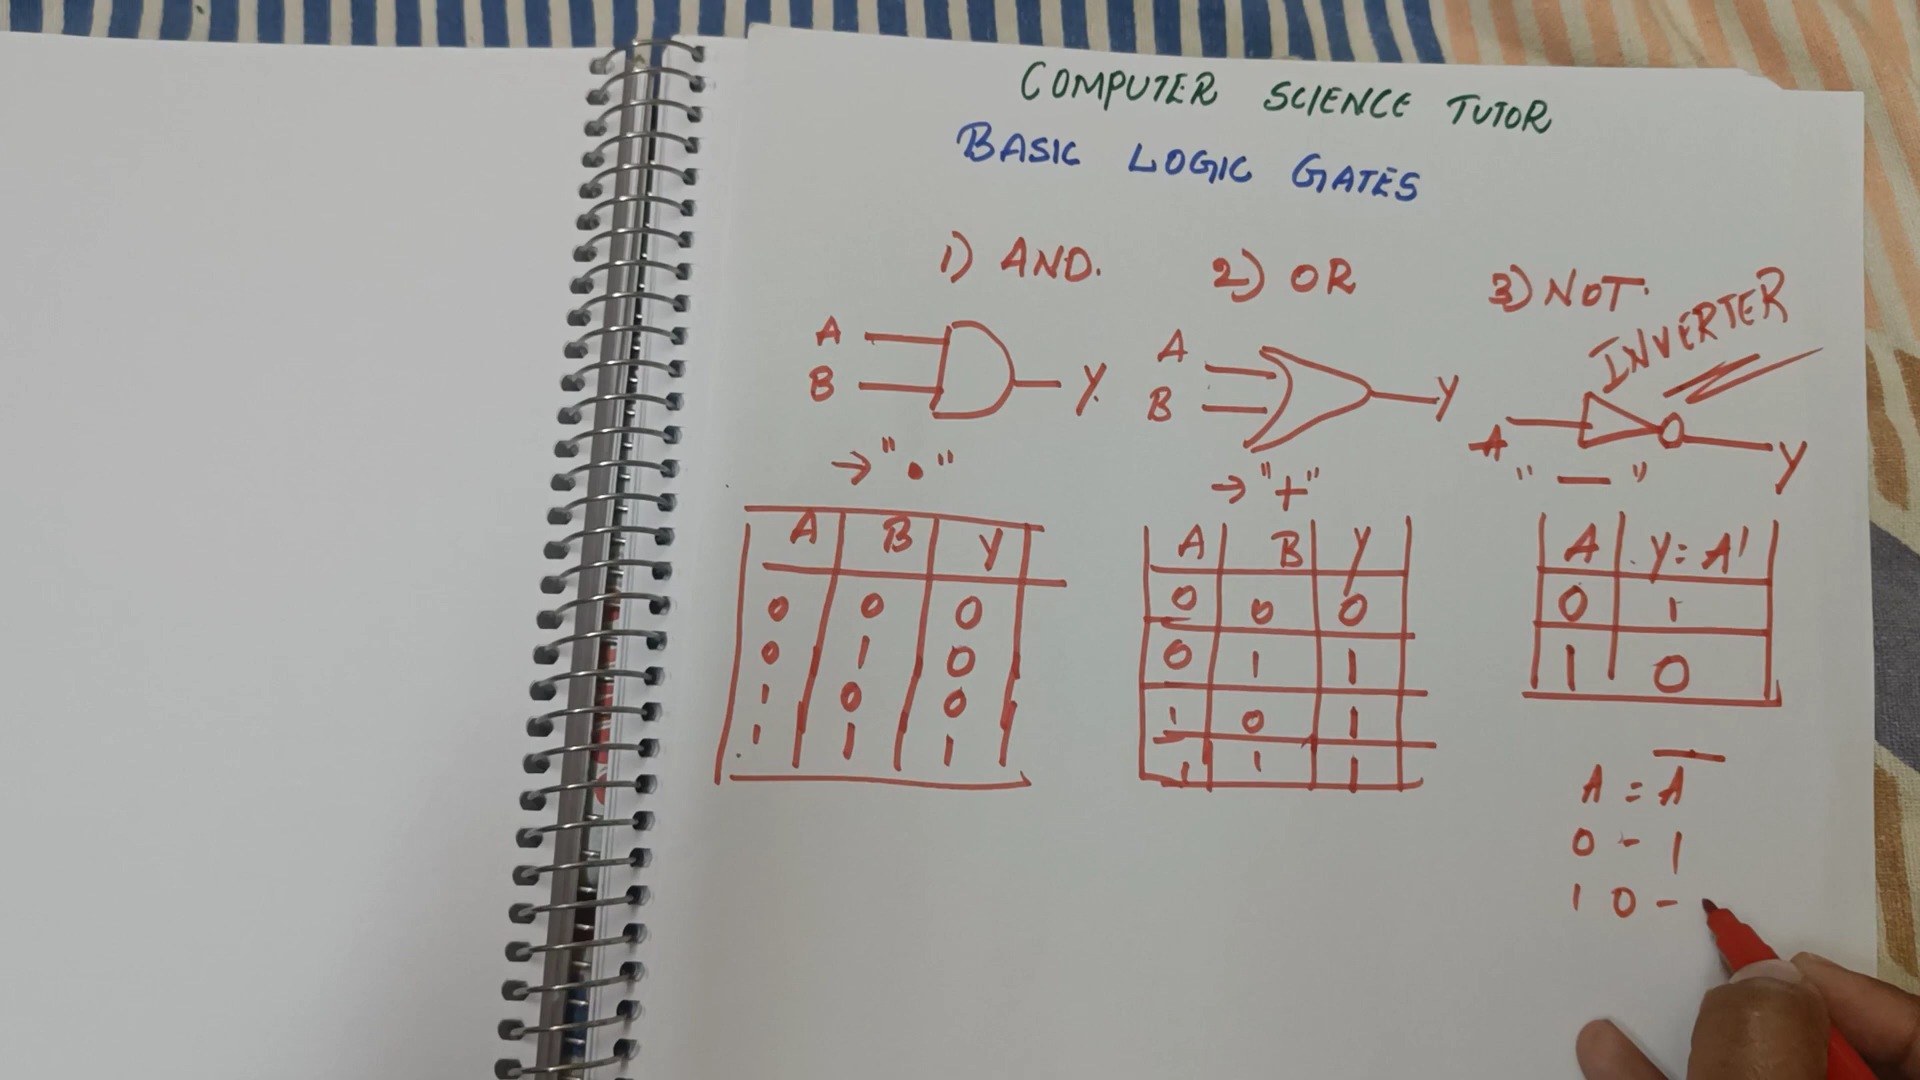 COMPUTER SCIENCE TUTOR
BASIC LOGIC GATES
1) AND.
A
B
Y
→ "•"
A B Y
0 0 0
0 1 0
1 0 0
1 1 1
2) OR
A
B
Y
→ "+"
A B Y
0 0 0
0 1 1
1 0 1
1 1 1
3) NOT.
INVERTER
A
Y
" — "
A Y = A'
0 1
1 0
A = A̅
0 - 1
1 0 -